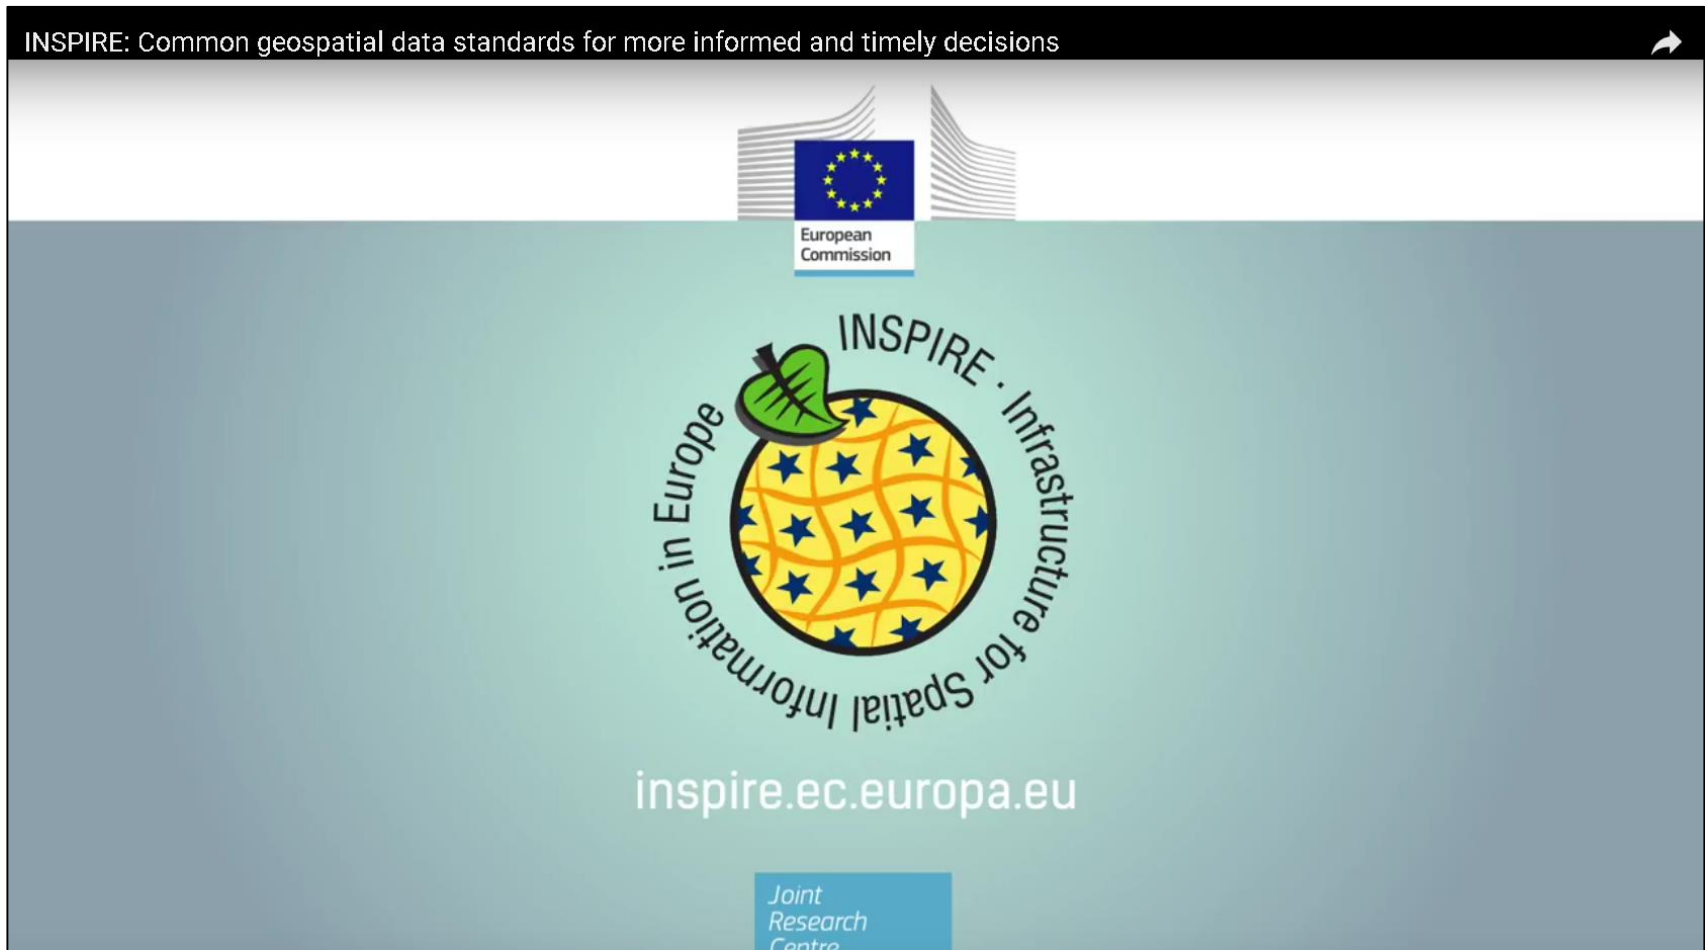 INSPIRE: Common geospatial data standards for more informed and timely decisions
European
Commission
INSPIRE · Infrastructure for Spatial Information in Europe
inspire.ec.europa.eu
Joint
Research
Centre